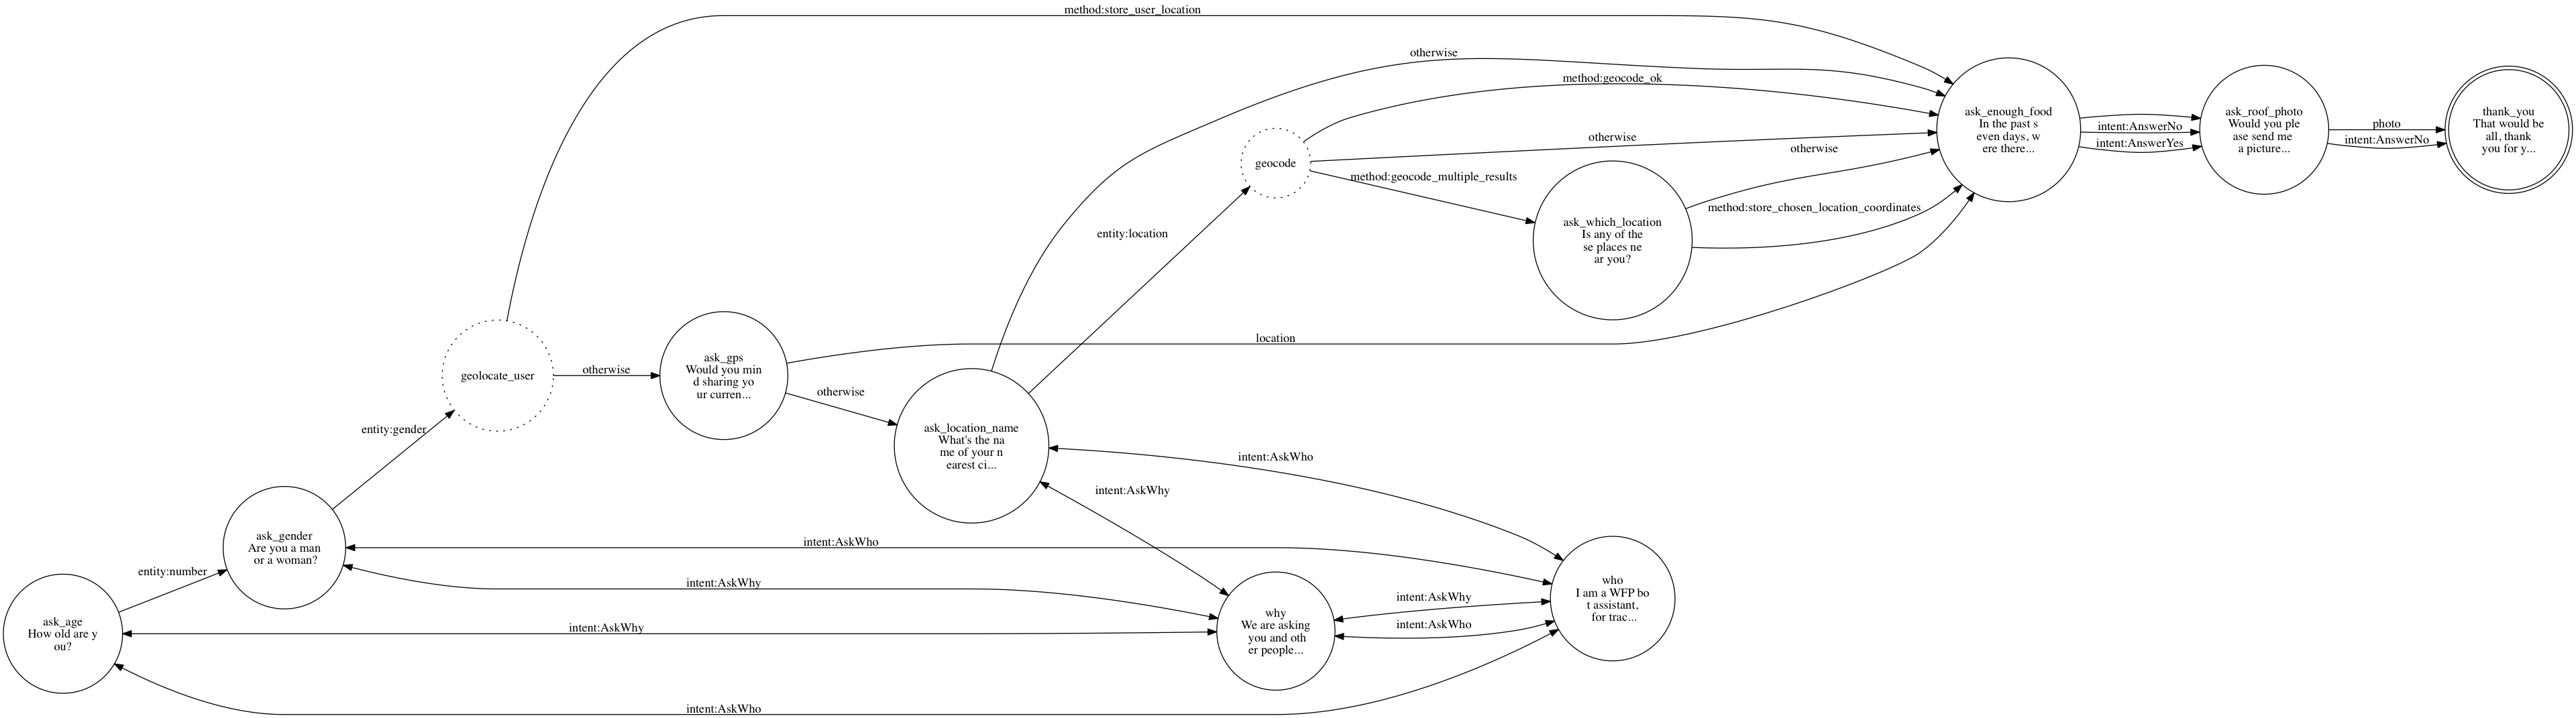 method:store_user_location
otherwise
method:geocode_ok
otherwise
otherwise
method:geocode_multiple_results
method:store_chosen_location_coordinates
entity:location
location
otherwise
otherwise
entity:gender
entity:number
intent:AskWho
intent:AskWhy
intent:AskWho
intent:AskWhy
intent:AskWhy
intent:AskWho
intent:AskWhy
intent:AskWho
intent:AnswerNo
intent:AnswerYes
photo
intent:AnswerNo
ask_age
How old are y
ou?
ask_gender
Are you a man
or a woman?
geolocate_user
ask_gps
Would you min
d sharing yo
ur curren...
ask_location_name
What's the na
me of your n
earest ci...
geocode
ask_which_location
Is any of the
se places ne
ar you?
why
We are asking
you and oth
er people...
who
I am a WFP bo
t assistant,
for trac...
ask_enough_food
In the past s
even days, w
ere there...
ask_roof_photo
Would you ple
ase send me
a picture...
thank_you
That would be
all, thank
you for y...